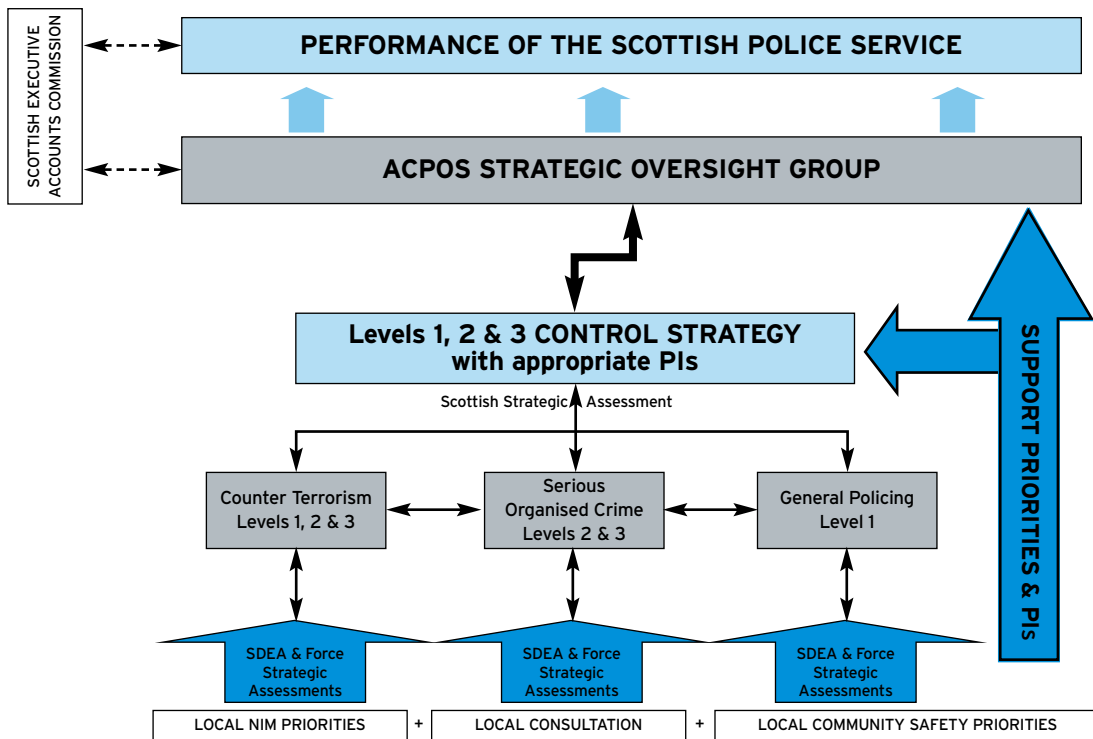 SCOTTISH EXECUTIVE
ACCOUNTS COMMISSION
PERFORMANCE OF THE SCOTTISH POLICE SERVICE
ACPOS STRATEGIC OVERSIGHT GROUP
Levels 1, 2 & 3 CONTROL STRATEGY
with appropriate PIs
SUPPORT PRIORITIES & PIs
Scottish Strategic Assessment
Counter Terrorism
Levels 1, 2 & 3
Serious
Organised Crime
Levels 2 & 3
General Policing
Level 1
SDEA & Force
Strategic
Assessments
SDEA & Force
Strategic
Assessments
SDEA & Force
Strategic
Assessments
LOCAL NIM PRIORITIES + LOCAL CONSULTATION + LOCAL COMMUNITY SAFETY PRIORITIES